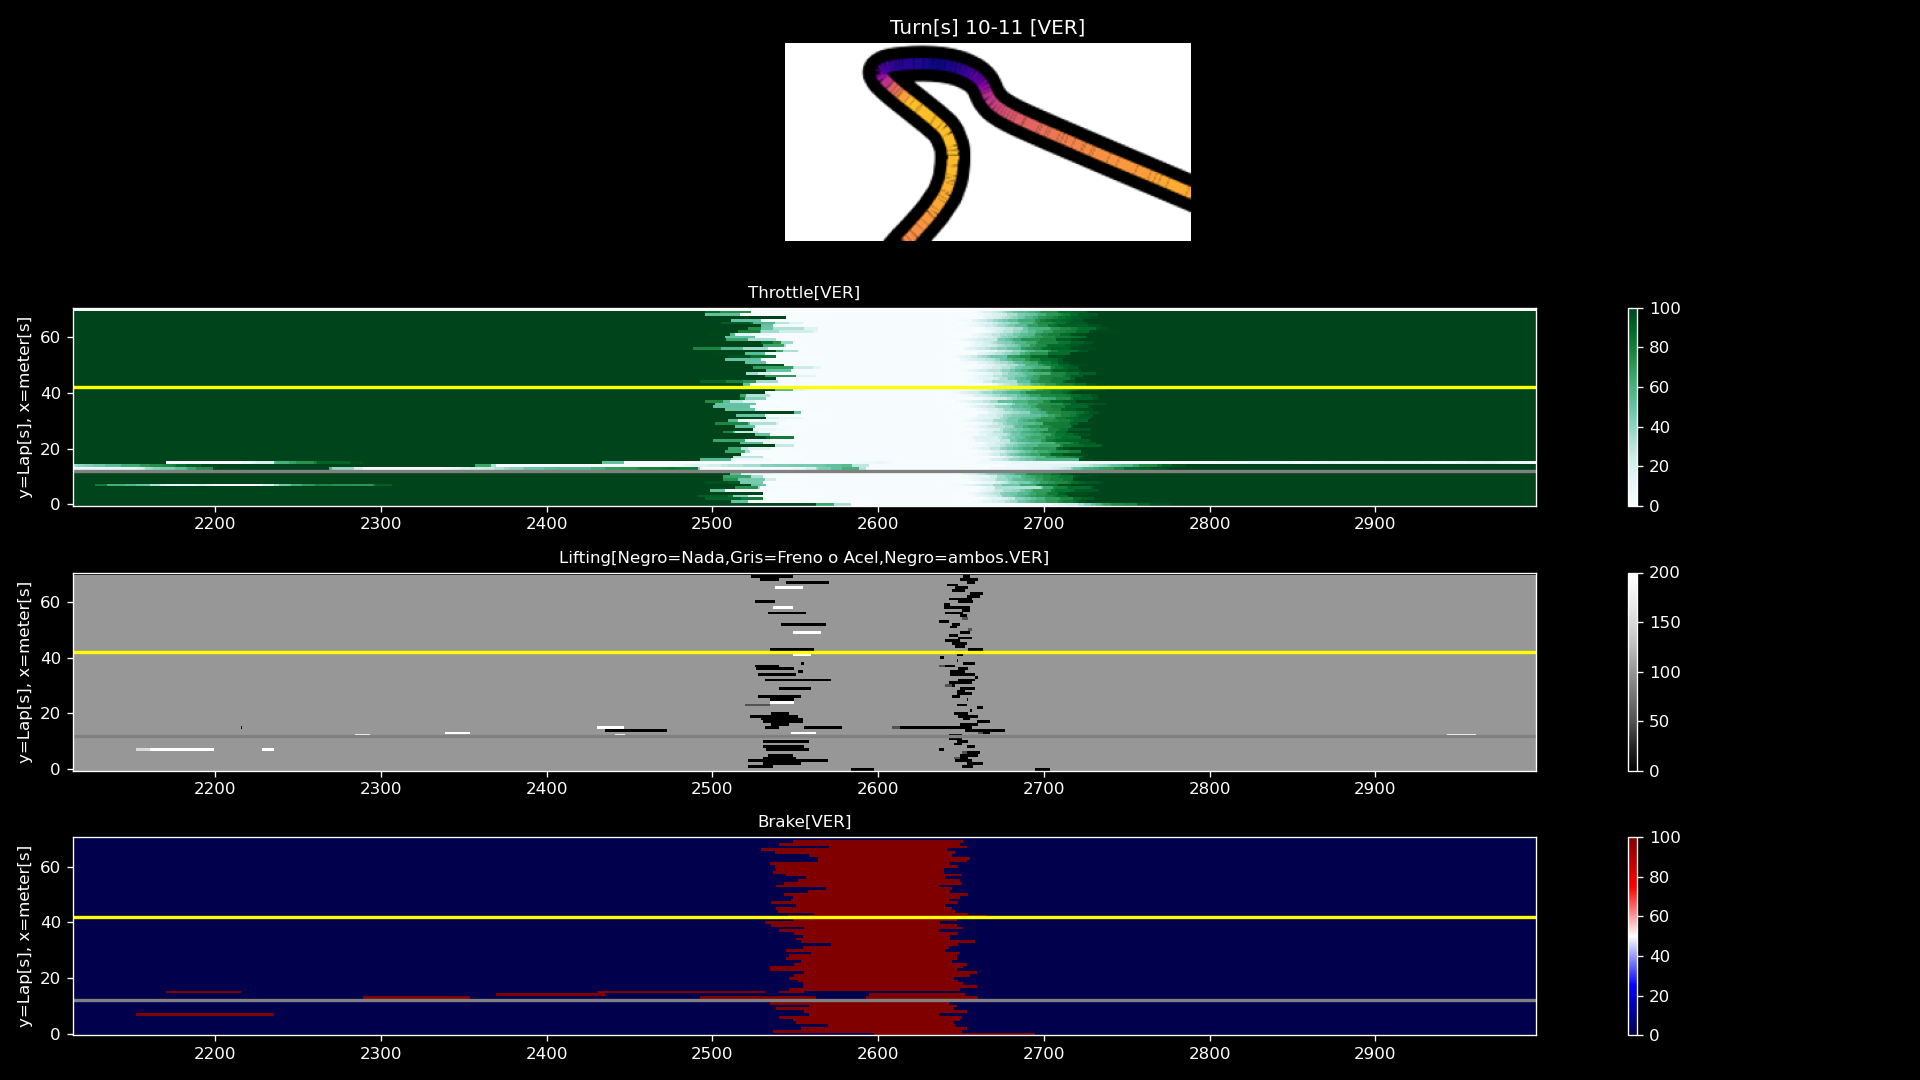 Turn[s] 10-11 [VER]
Throttle[VER]
y=Lap[s], x=meter[s]
60
40
20
0
2200 2300 2400 2500 2600 2700 2800 2900
100
80
60
40
20
0
Lifting[Negro=Nada,Gris=Freno o Acel,Negro=ambos.VER]
y=Lap[s], x=meter[s]
60
40
20
0
2200 2300 2400 2500 2600 2700 2800 2900
200
150
100
50
0
Brake[VER]
y=Lap[s], x=meter[s]
60
40
20
0
2200 2300 2400 2500 2600 2700 2800 2900
100
80
60
40
20
0